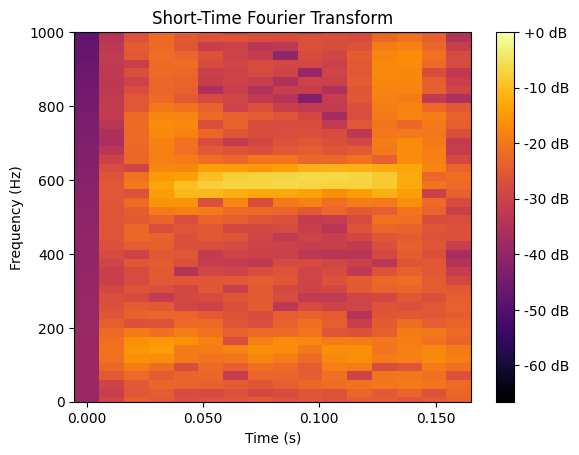 Short-Time Fourier Transform
1000
800
600
400
200
0
Frequency (Hz)
0.000
0.050
0.100
0.150
Time (s)
+0 dB
-10 dB
-20 dB
-30 dB
-40 dB
-50 dB
-60 dB